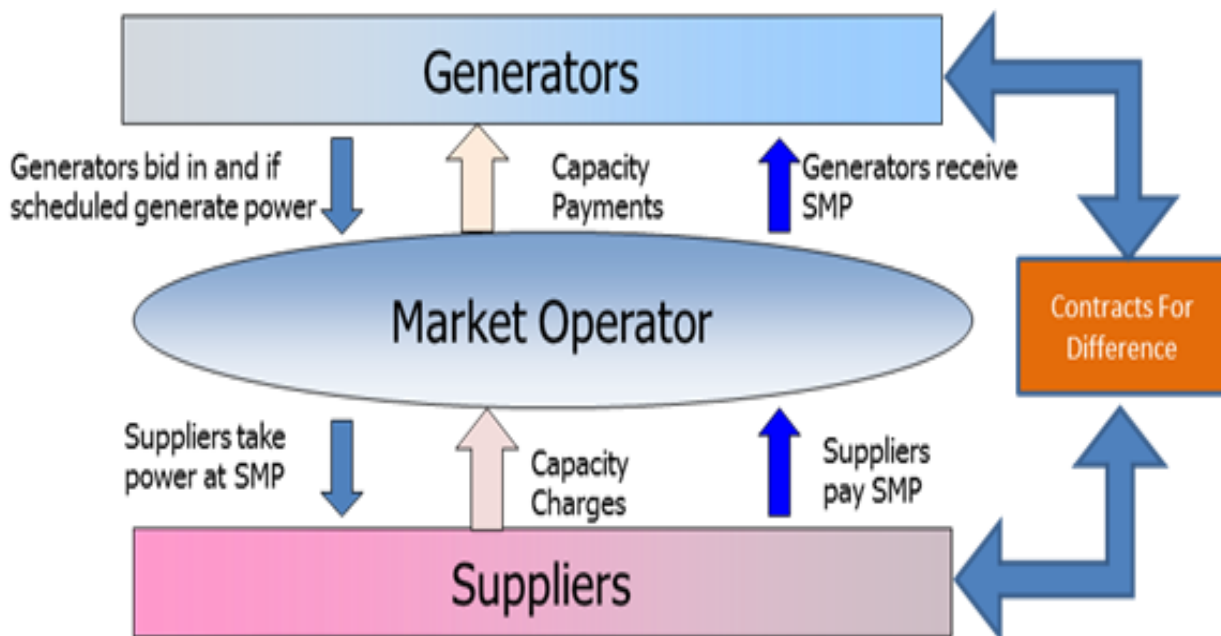 Generators
Generators bid in and if
scheduled generate power
Capacity
Payments
Generators receive
SMP
Market Operator
Contracts For
Difference
Suppliers take
power at SMP
Capacity
Charges
Suppliers
pay SMP
Suppliers